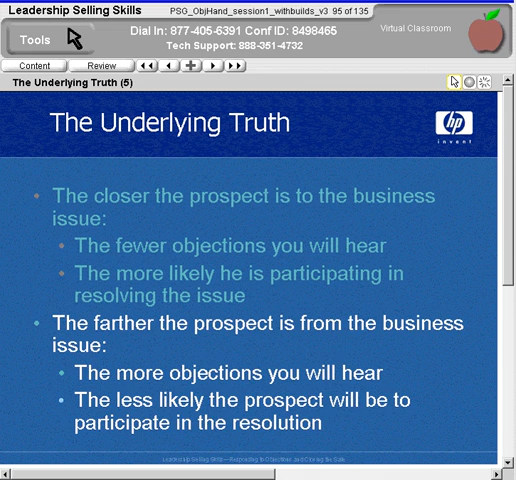 Leadership Selling Skills
PSG_ObjHand_session1_withbuilds_v3 95 of 135
Tools
Dial In: 877-405-6391 Conf ID: 8498465
Tech Support: 888-351-4732
Virtual Classroom
Content
Review
The Underlying Truth (5)
The Underlying Truth
hp
invent
• The closer the prospect is to the business
issue:
• The fewer objections you will hear
• The more likely he is participating in
resolving the issue
• The farther the prospect is from the business
issue:
• The more objections you will hear
• The less likely the prospect will be to
participate in the resolution
Leadership Selling Skills